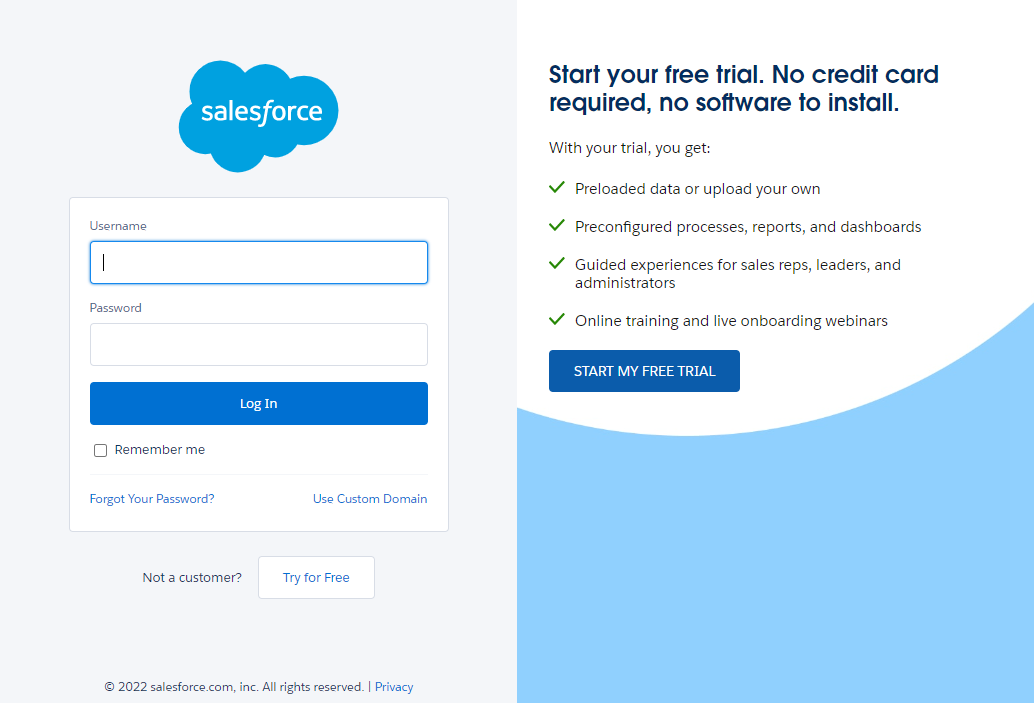 salesforce
Username
Password
Log In
Remember me
Forgot Your Password?
Use Custom Domain
Not a customer?
Try for Free
© 2022 salesforce.com, inc. All rights reserved. | Privacy
Start your free trial. No credit card
required, no software to install.
With your trial, you get:
Preloaded data or upload your own
Preconfigured processes, reports, and dashboards
Guided experiences for sales reps, leaders, and
administrators
Online training and live onboarding webinars
START MY FREE TRIAL